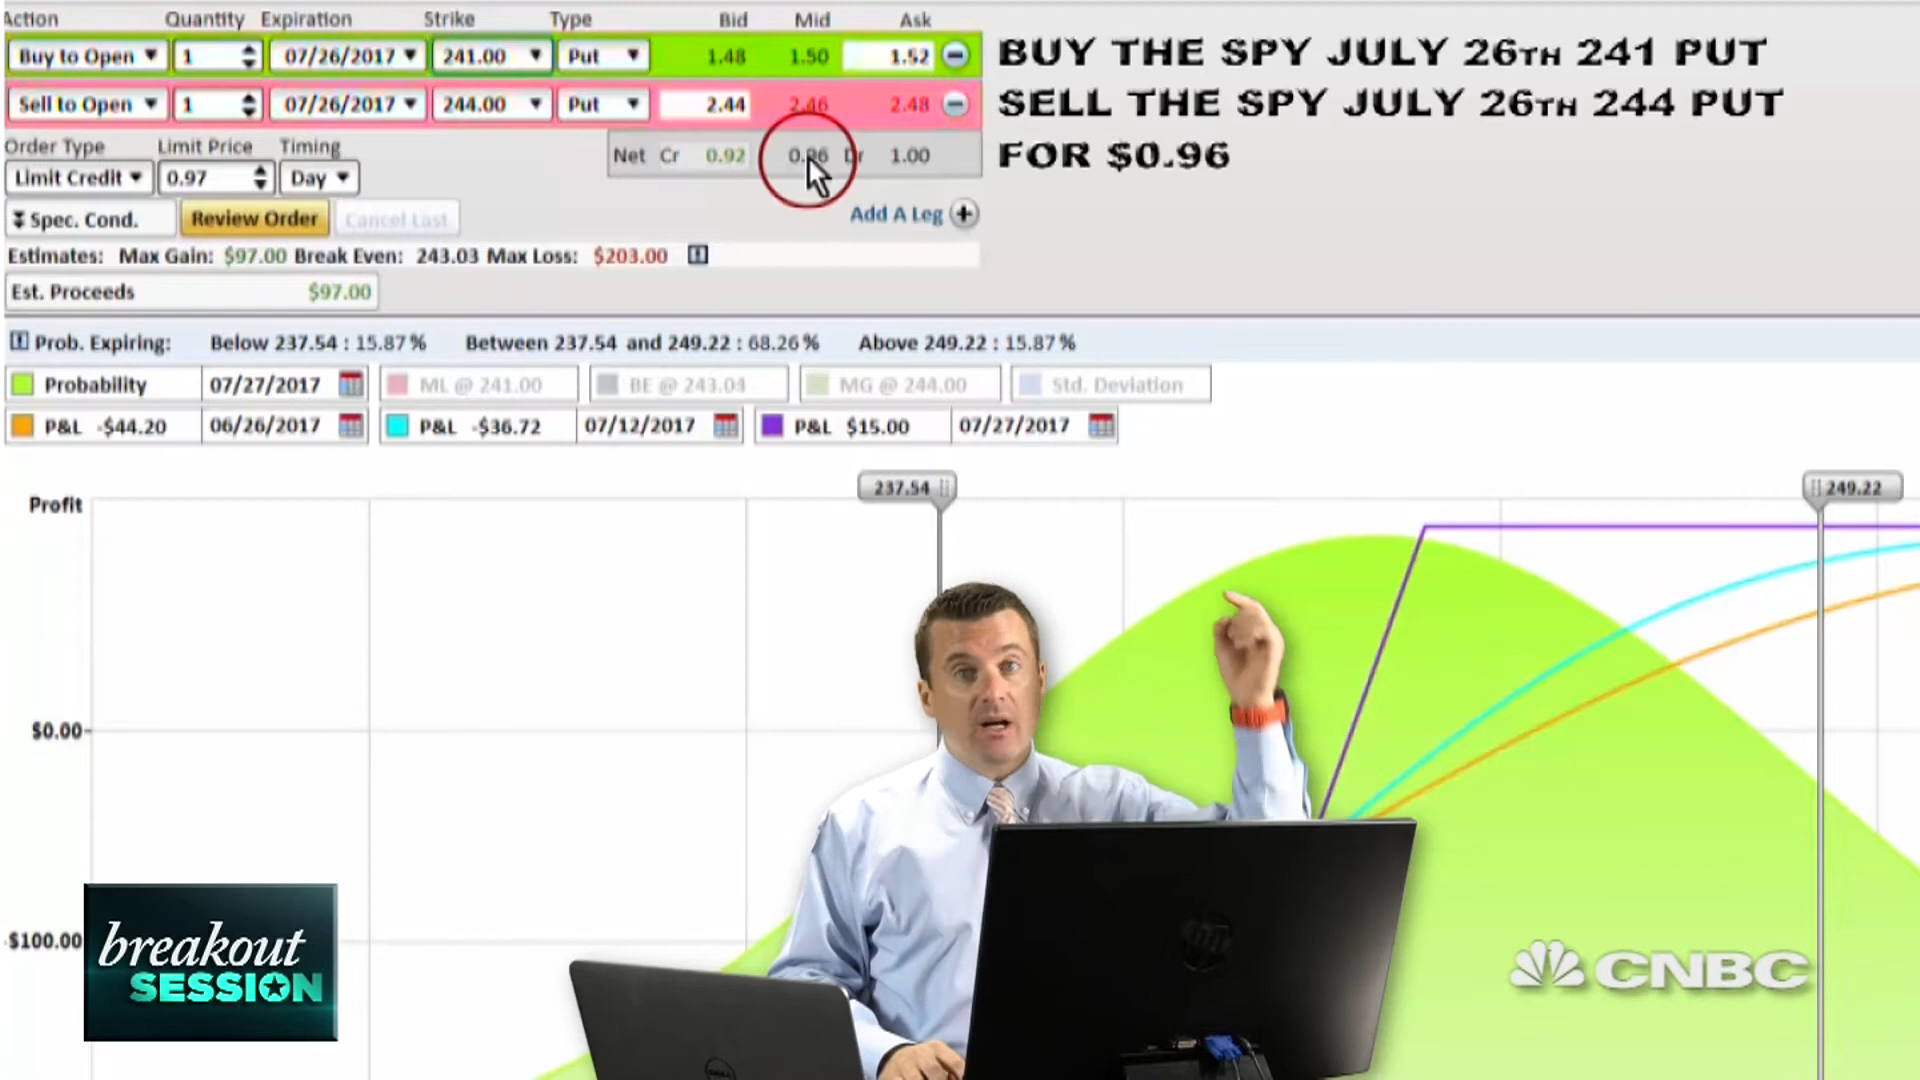 Action Quantity Expiration Strike Type Bid Mid Ask
Buy to Open 1 07/26/2017 241.00 Put 1.48 1.50 1.52
BUY THE SPY JULY 26TH 241 PUT
Sell to Open 1 07/26/2017 244.00 Put 2.44 2.46 2.48
SELL THE SPY JULY 26TH 244 PUT
Order Type Limit Price Timing
Net Cr 0.92 0.96 Dr 1.00
FOR $0.96
Limit Credit 0.97 Day
Spec. Cond. Review Order Cancel Last
Add A Leg
Estimates: Max Gain: $97.00 Break Even: 243.03 Max Loss: $203.00
Est. Proceeds $97.00
Prob. Expiring: Below 237.54 : 15.87% Between 237.54 and 249.22 : 68.26% Above 249.22 : 15.87%
Probability 07/27/2017 ML @ 241.00 BE @ 243.04 MG @ 244.00 Std. Deviation
P&L -$44.20 06/26/2017 P&L -$36.72 07/12/2017 P&L $15.00 07/27/2017
237.54 249.22
Profit
$0.00
-$100.00
breakout
SESSION
CNBC
hp
DELL